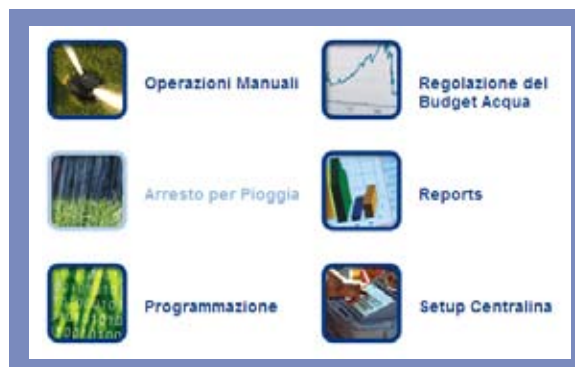 Operazioni Manuali
Regolazione del
Budget Acqua
Arresto per Pioggia
Reports
Programmazione
Setup Centralina